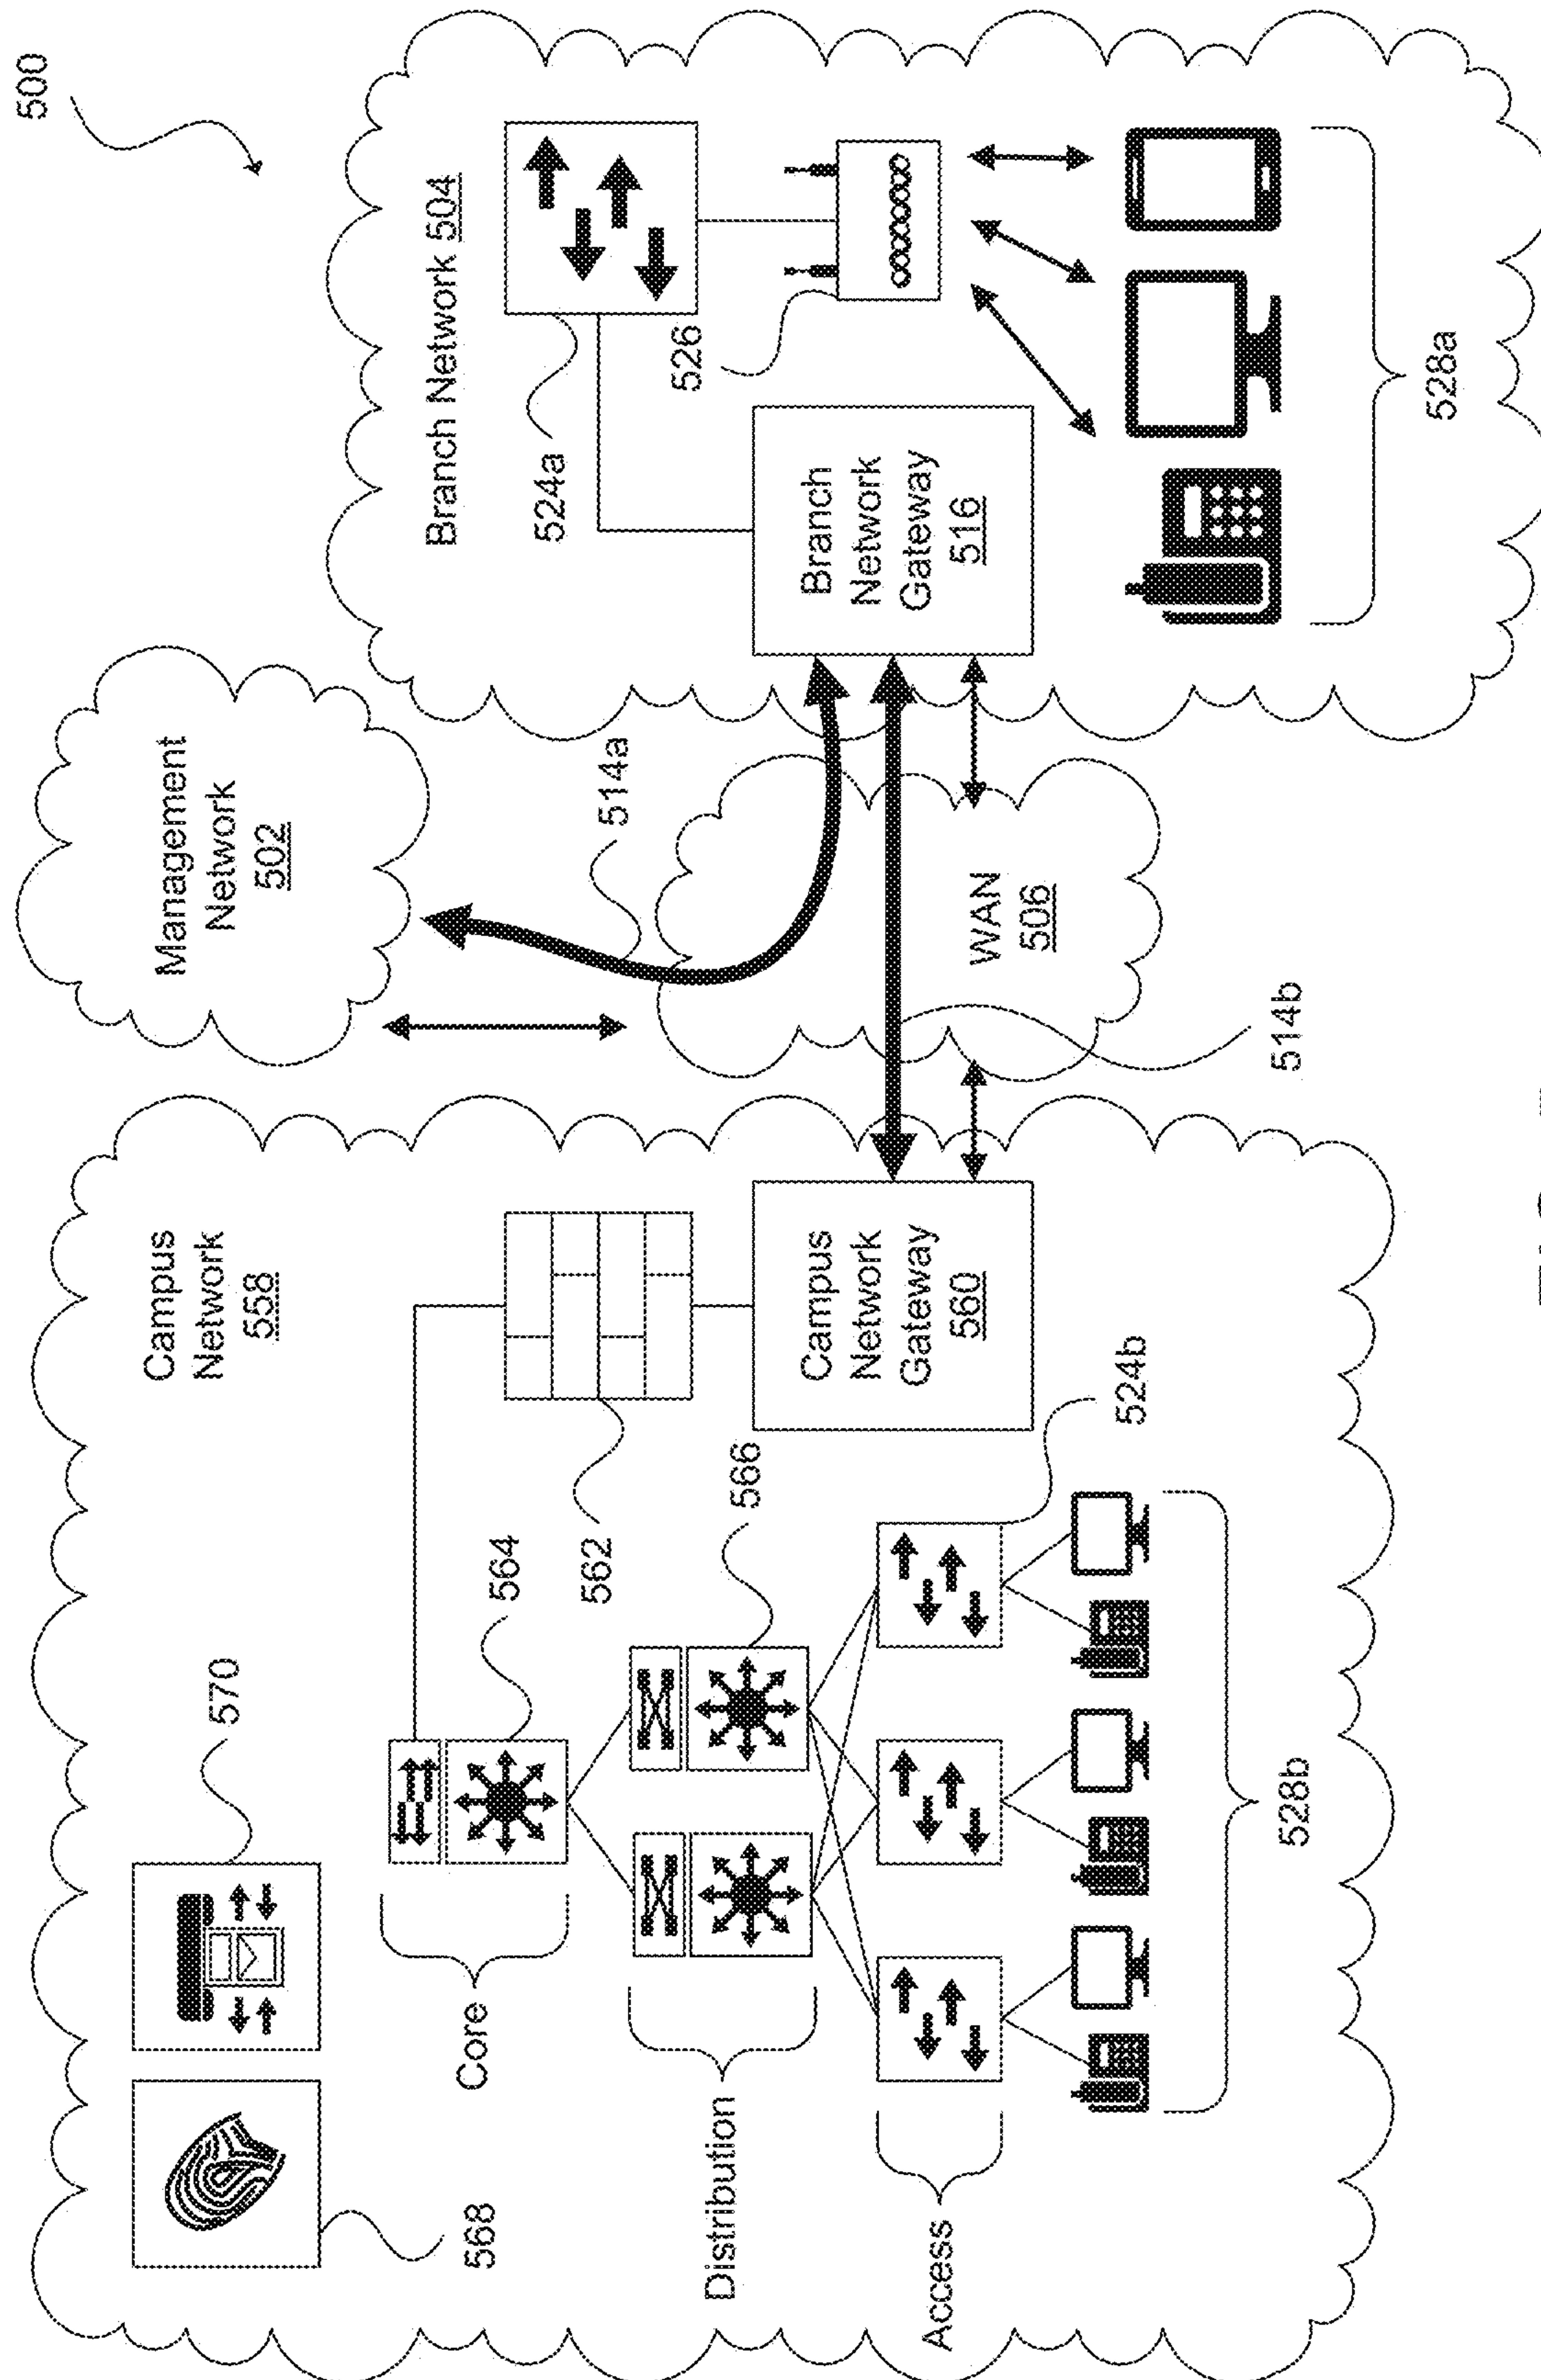 500
Campus
Network
558
Management
Network
502
Branch Network 504
568
570
564
562
566
Core
Distribution
Access
524b
528b
Campus
Network
Gateway
560
514a
514b
WAN
506
524a
526
Branch
Network
Gateway
516
528a